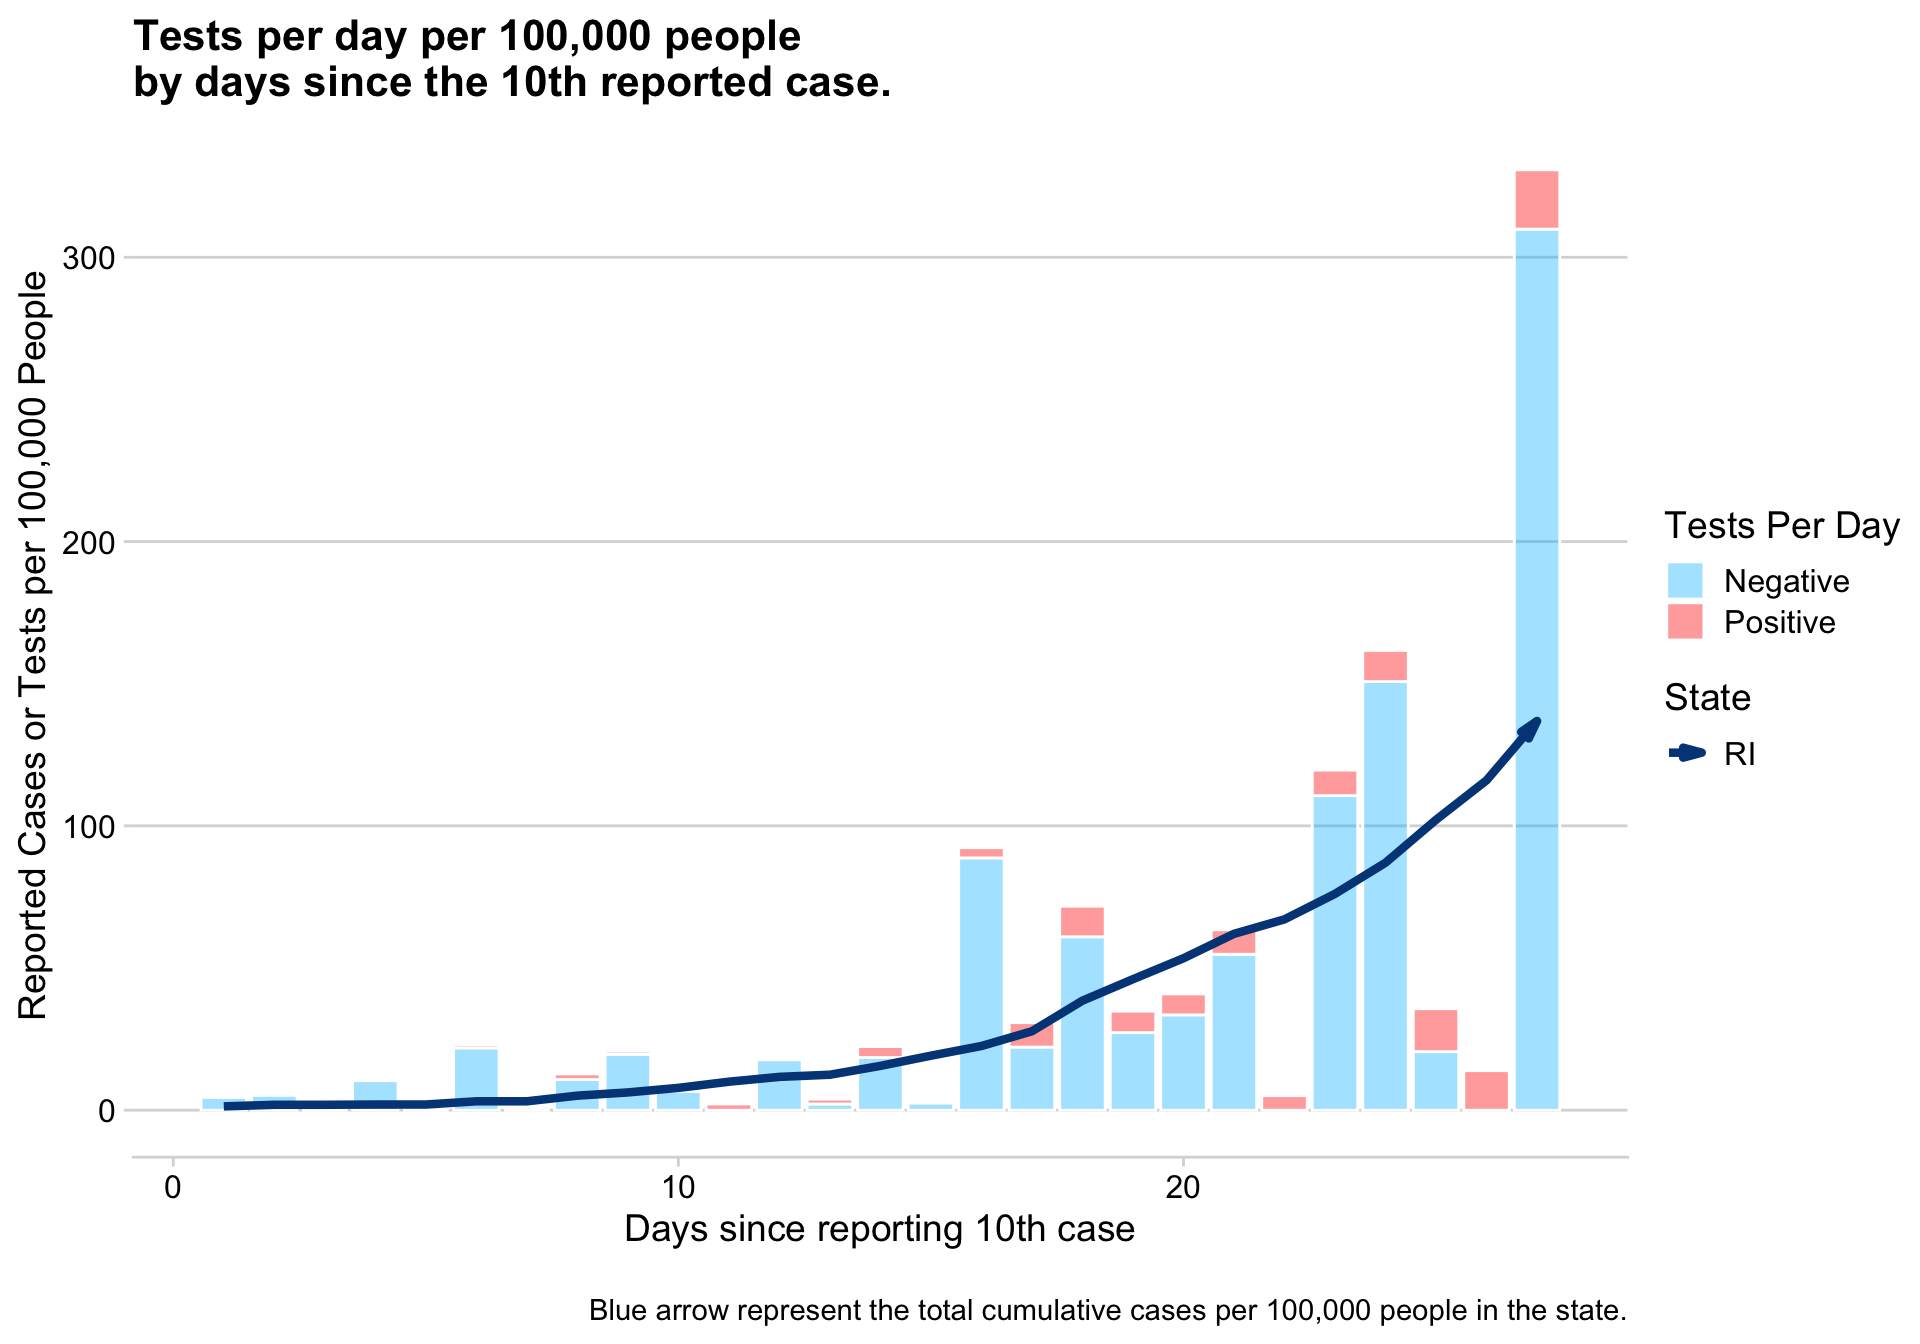 Tests per day per 100,000 people
by days since the 10th reported case.
Reported Cases or Tests per 100,000 People
300
200
100
0
0
10
20
Days since reporting 10th case
Tests Per Day
Negative
Positive
State
RI
Blue arrow represent the total cumulative cases per 100,000 people in the state.